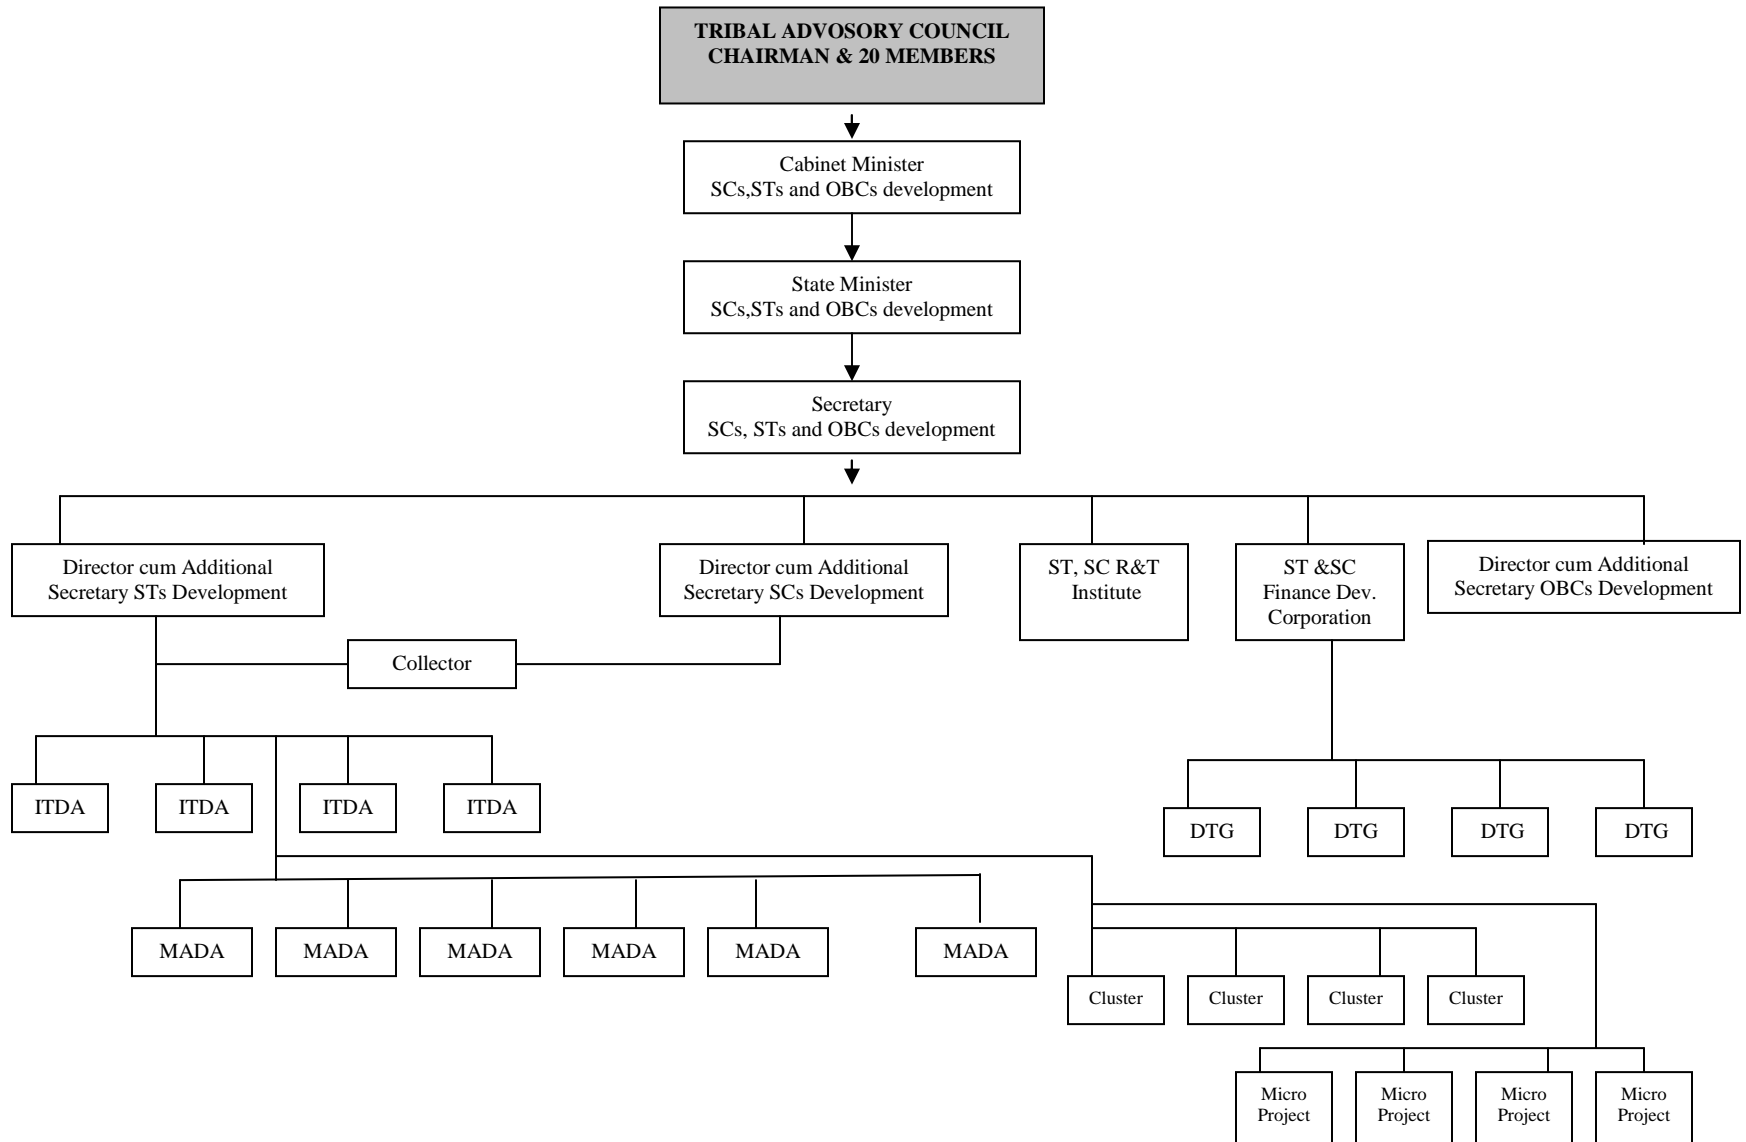 TRIBAL ADVOSORY COUNCIL
CHAIRMAN & 20 MEMBERS
Cabinet Minister
SCs,STs and OBCs development
State Minister
SCs,STs and OBCs development
Secretary
SCs, STs and OBCs development
Director cum Additional
Secretary STs Development
Director cum Additional
Secretary SCs Development
ST, SC R&T
Institute
ST &SC
Finance Dev.
Corporation
Director cum Additional
Secretary OBCs Development
Collector
ITDA
ITDA
ITDA
ITDA
DTG
DTG
DTG
DTG
MADA
MADA
MADA
MADA
MADA
MADA
Cluster
Cluster
Cluster
Cluster
Micro
Project
Micro
Project
Micro
Project
Micro
Project